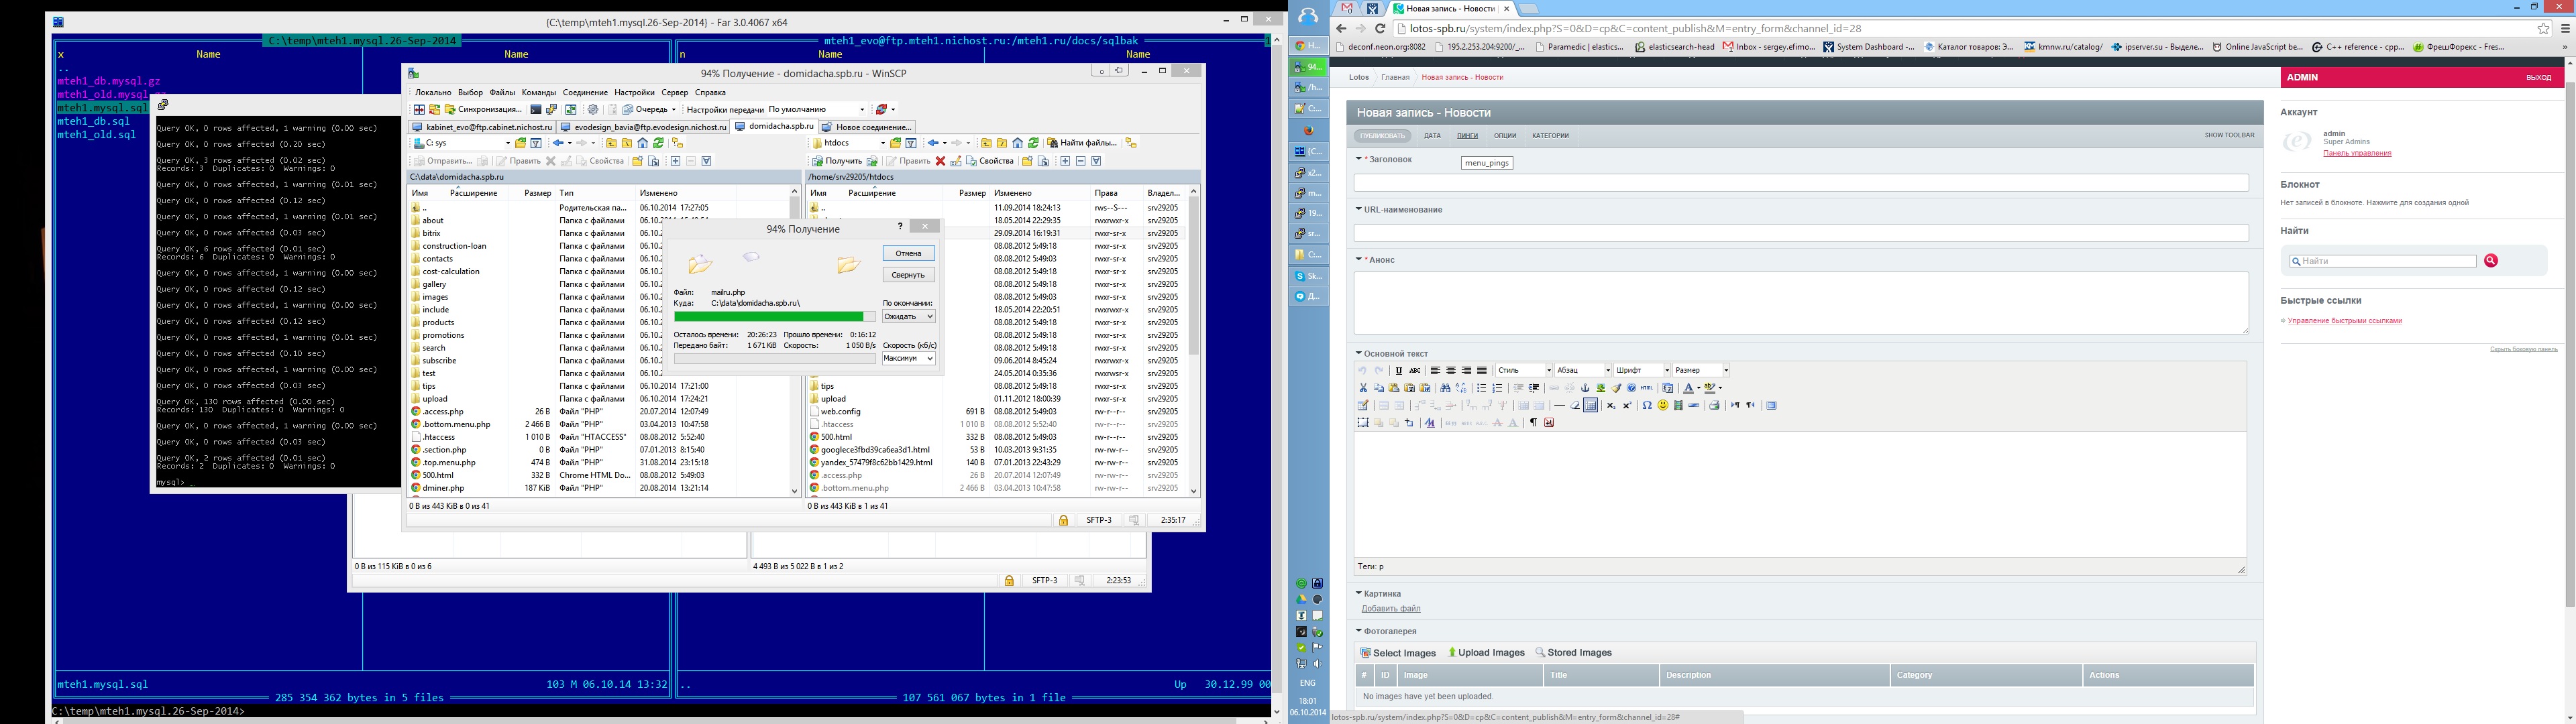 {C:\temp\mteh1.mysql.26-Sep-2014} - Far 3.0.4067 x64
C:\temp\mteh1.mysql.26-Sep-2014
mteh1_evo@ftp.mteh1.nichost.ru:/mteh1.ru/docs/sqlbak
x Name Name
n Name Name
..
mteh1_db.mysql.gz
mteh1_old.mysql.gz
mteh1.mysql.sql
mteh1_db.sql
mteh1_old.sql
Query OK, 0 rows affected, 1 warning (0.00 sec)
Query OK, 0 rows affected (0.20 sec)
Query OK, 3 rows affected (0.02 sec)
Records: 3 Duplicates: 0 Warnings: 0
Query OK, 0 rows affected, 1 warning (0.01 sec)
Query OK, 0 rows affected (0.12 sec)
Query OK, 0 rows affected, 1 warning (0.01 sec)
Query OK, 0 rows affected (0.03 sec)
Query OK, 6 rows affected (0.01 sec)
Records: 6 Duplicates: 0 Warnings: 0
Query OK, 0 rows affected, 1 warning (0.00 sec)
Query OK, 0 rows affected (0.12 sec)
Query OK, 0 rows affected, 1 warning (0.00 sec)
Query OK, 0 rows affected (0.12 sec)
Query OK, 0 rows affected, 1 warning (0.01 sec)
Query OK, 0 rows affected (0.10 sec)
Query OK, 0 rows affected, 1 warning (0.00 sec)
Query OK, 0 rows affected (0.03 sec)
Query OK, 130 rows affected (0.00 sec)
Records: 130 Duplicates: 0 Warnings: 0
Query OK, 0 rows affected, 1 warning (0.00 sec)
Query OK, 0 rows affected (0.03 sec)
Query OK, 2 rows affected (0.01 sec)
Records: 2 Duplicates: 0 Warnings: 0
mysql> _
94% Получение - domidacha.spb.ru - WinSCP
Локально Выбор Файлы Команды Соединение Настройки Сервер Справка
Синхронизация... Очередь Настройки передачи По умолчанию
kabinet_evo@ftp.cabinet.nichost.ru evodesign_bavia@ftp.evodesign.nichost.ru domidacha.spb.ru Новое соединение...
C: sys
Отправить... Править Свойства
C:\data\domidacha.spb.ru
Имя Расширение Размер Тип Изменено
.. Родительская па... 06.10.2014 17:27:05
about Папка с файлами
bitrix Папка с файлами 06.10.2
construction-loan Папка с файлами 06.10.2
contacts Папка с файлами 06.10.2
cost-calculation Папка с файлами 06.10.2
gallery Папка с файлами 06.10.2
images Папка с файлами 06.10.2
include Папка с файлами 06.10.2
products Папка с файлами 06.10.2
promotions Папка с файлами 06.10.2
search Папка с файлами 06.10.2
subscribe Папка с файлами 06.10.2
test Папка с файлами 06.10.2
tips Папка с файлами 06.10.2014 17:21:00
upload Папка с файлами 06.10.2014 17:24:21
.access.php 26 B Файл "PHP" 20.07.2014 12:07:49
.bottom.menu.php 2 466 B Файл "PHP" 03.04.2013 10:47:58
.htaccess 1 010 B Файл "HTACCESS" 08.08.2012 5:52:40
.section.php 0 B Файл "PHP" 07.01.2013 8:15:40
.top.menu.php 474 B Файл "PHP" 31.08.2014 23:15:18
500.html 332 B Chrome HTML Do... 08.08.2012 5:49:03
dminer.php 187 KiB Файл "PHP" 20.08.2014 13:21:14
0 B из 443 KiB в 0 из 41
htdocs Найти файлы...
Получить Править Свойства
/home/srv29205/htdocs
Имя Расширение Размер Изменено Права Владел...
.. 11.09.2014 18:24:13 rws--S--- srv29205
18.05.2014 22:29:35 rwxrwxr-x srv29205
29.09.2014 16:19:31 rwxr-sr-x srv29205
08.08.2012 5:49:18 rwxr-sr-x srv29205
08.08.2012 5:49:03 rwxr-sr-x srv29205
08.08.2012 5:49:18 rwxr-sr-x srv29205
08.08.2012 5:49:18 rwxr-sr-x srv29205
08.08.2012 5:49:03 rwxr-sr-x srv29205
18.05.2014 22:20:51 rwxrwxr-x srv29205
08.08.2012 5:49:18 rwxr-sr-x srv29205
08.08.2012 5:49:18 rwxr-sr-x srv29205
08.08.2012 5:49:18 rwxr-sr-x srv29205
09.06.2014 8:45:24 rwxrwxr-x srv29205
24.05.2014 0:35:36 rwxrwsr-x srv29205
tips 08.08.2012 5:49:18 rwxr-sr-x srv29205
upload 01.11.2012 18:00:39 rwxr-sr-x srv29205
web.config 691 B 08.08.2012 5:49:03 rw-r--r-- srv29205
.htaccess 1 010 B 08.08.2012 5:52:40 rw-r--r-- srv29205
500.html 332 B 08.08.2012 5:49:03 rw-r--r-- srv29205
googlece3fbd39ca6ea3d1.html 53 B 10.03.2013 9:31:35 rw-rw-r-- srv29205
yandex_57479f8c62bb1429.html 140 B 07.01.2013 22:43:29 rw-rw-r-- srv29205
.access.php 26 B 20.07.2014 12:07:49 rw-rw-r-- srv29205
.bottom.menu.php 2 466 B 03.04.2013 10:47:58 rw-rw-r-- srv29205
0 B из 443 KiB в 1 из 41
SFTP-3 2:35:17
94% Получение ?
Отмена
Свернуть
Файл: mailru.php
Куда: C:\data\domidacha.spb.ru\
По окончании:
Ожидать
Осталось времени: 20:26:23 Прошло времени: 0:16:12
Передано байт: 1 671 KiB Скорость: 1 050 B/s
Скорость (кб/с)
Максимум
0 B из 115 KiB в 0 из 6
4 493 B из 5 022 B в 1 из 2
SFTP-3 2:23:53
mteh1.mysql.sql 103 M 06.10.14 13:32
.. Up 30.12.99 00
285 354 362 bytes in 5 files
107 561 067 bytes in 1 file
C:\temp\mteh1.mysql.26-Sep-2014>
H...
94...
/h...
C:...
{C...
x2...
m...
19...
sr...
C:...
Sk...
Д...
ENG
18:01
06.10.2014
Новая запись - Новости
lotos-spb.ru/system/index.php?S=0&D=cp&C=content_publish&M=entry_form&channel_id=28
deconf.neon.org:8082 195.2.253.204:9200/_... Paramedic | elastics... elasticsearch-head Inbox - sergey.efimo... System Dashboard -... Каталог товаров: Э... kmnw.ru/catalog/ ipserver.su - Выделе... Online JavaScript be... C++ reference - cpp... ФрешФорекс - Fres... »
Lotos Главная Новая запись - Новости
ADMIN ВЫХОД
Новая запись - Новости
ПУБЛИКОВАТЬ ДАТА ПИНГИ ОПЦИИ КАТЕГОРИИ SHOW TOOLBAR
* Заголовок
menu_pings
URL-наименование
* Анонс
Основной текст
Стиль Абзац Шрифт Размер
Теги: p
Картинка
Добавить файл
Фотогалерея
Select Images Upload Images Stored Images
# ID Image Title Description Category Actions
No images have yet been uploaded.
Аккаунт
admin
Super Admins
Панель управления
Блокнот
Нет записей в блокноте. Нажмите для создания одной
Найти
Найти
Быстрые ссылки
Управление быстрыми ссылками
Скрыть боковую панель
lotos-spb.ru/system/index.php?S=0&D=cp&C=content_publish&M=entry_form&channel_id=28#